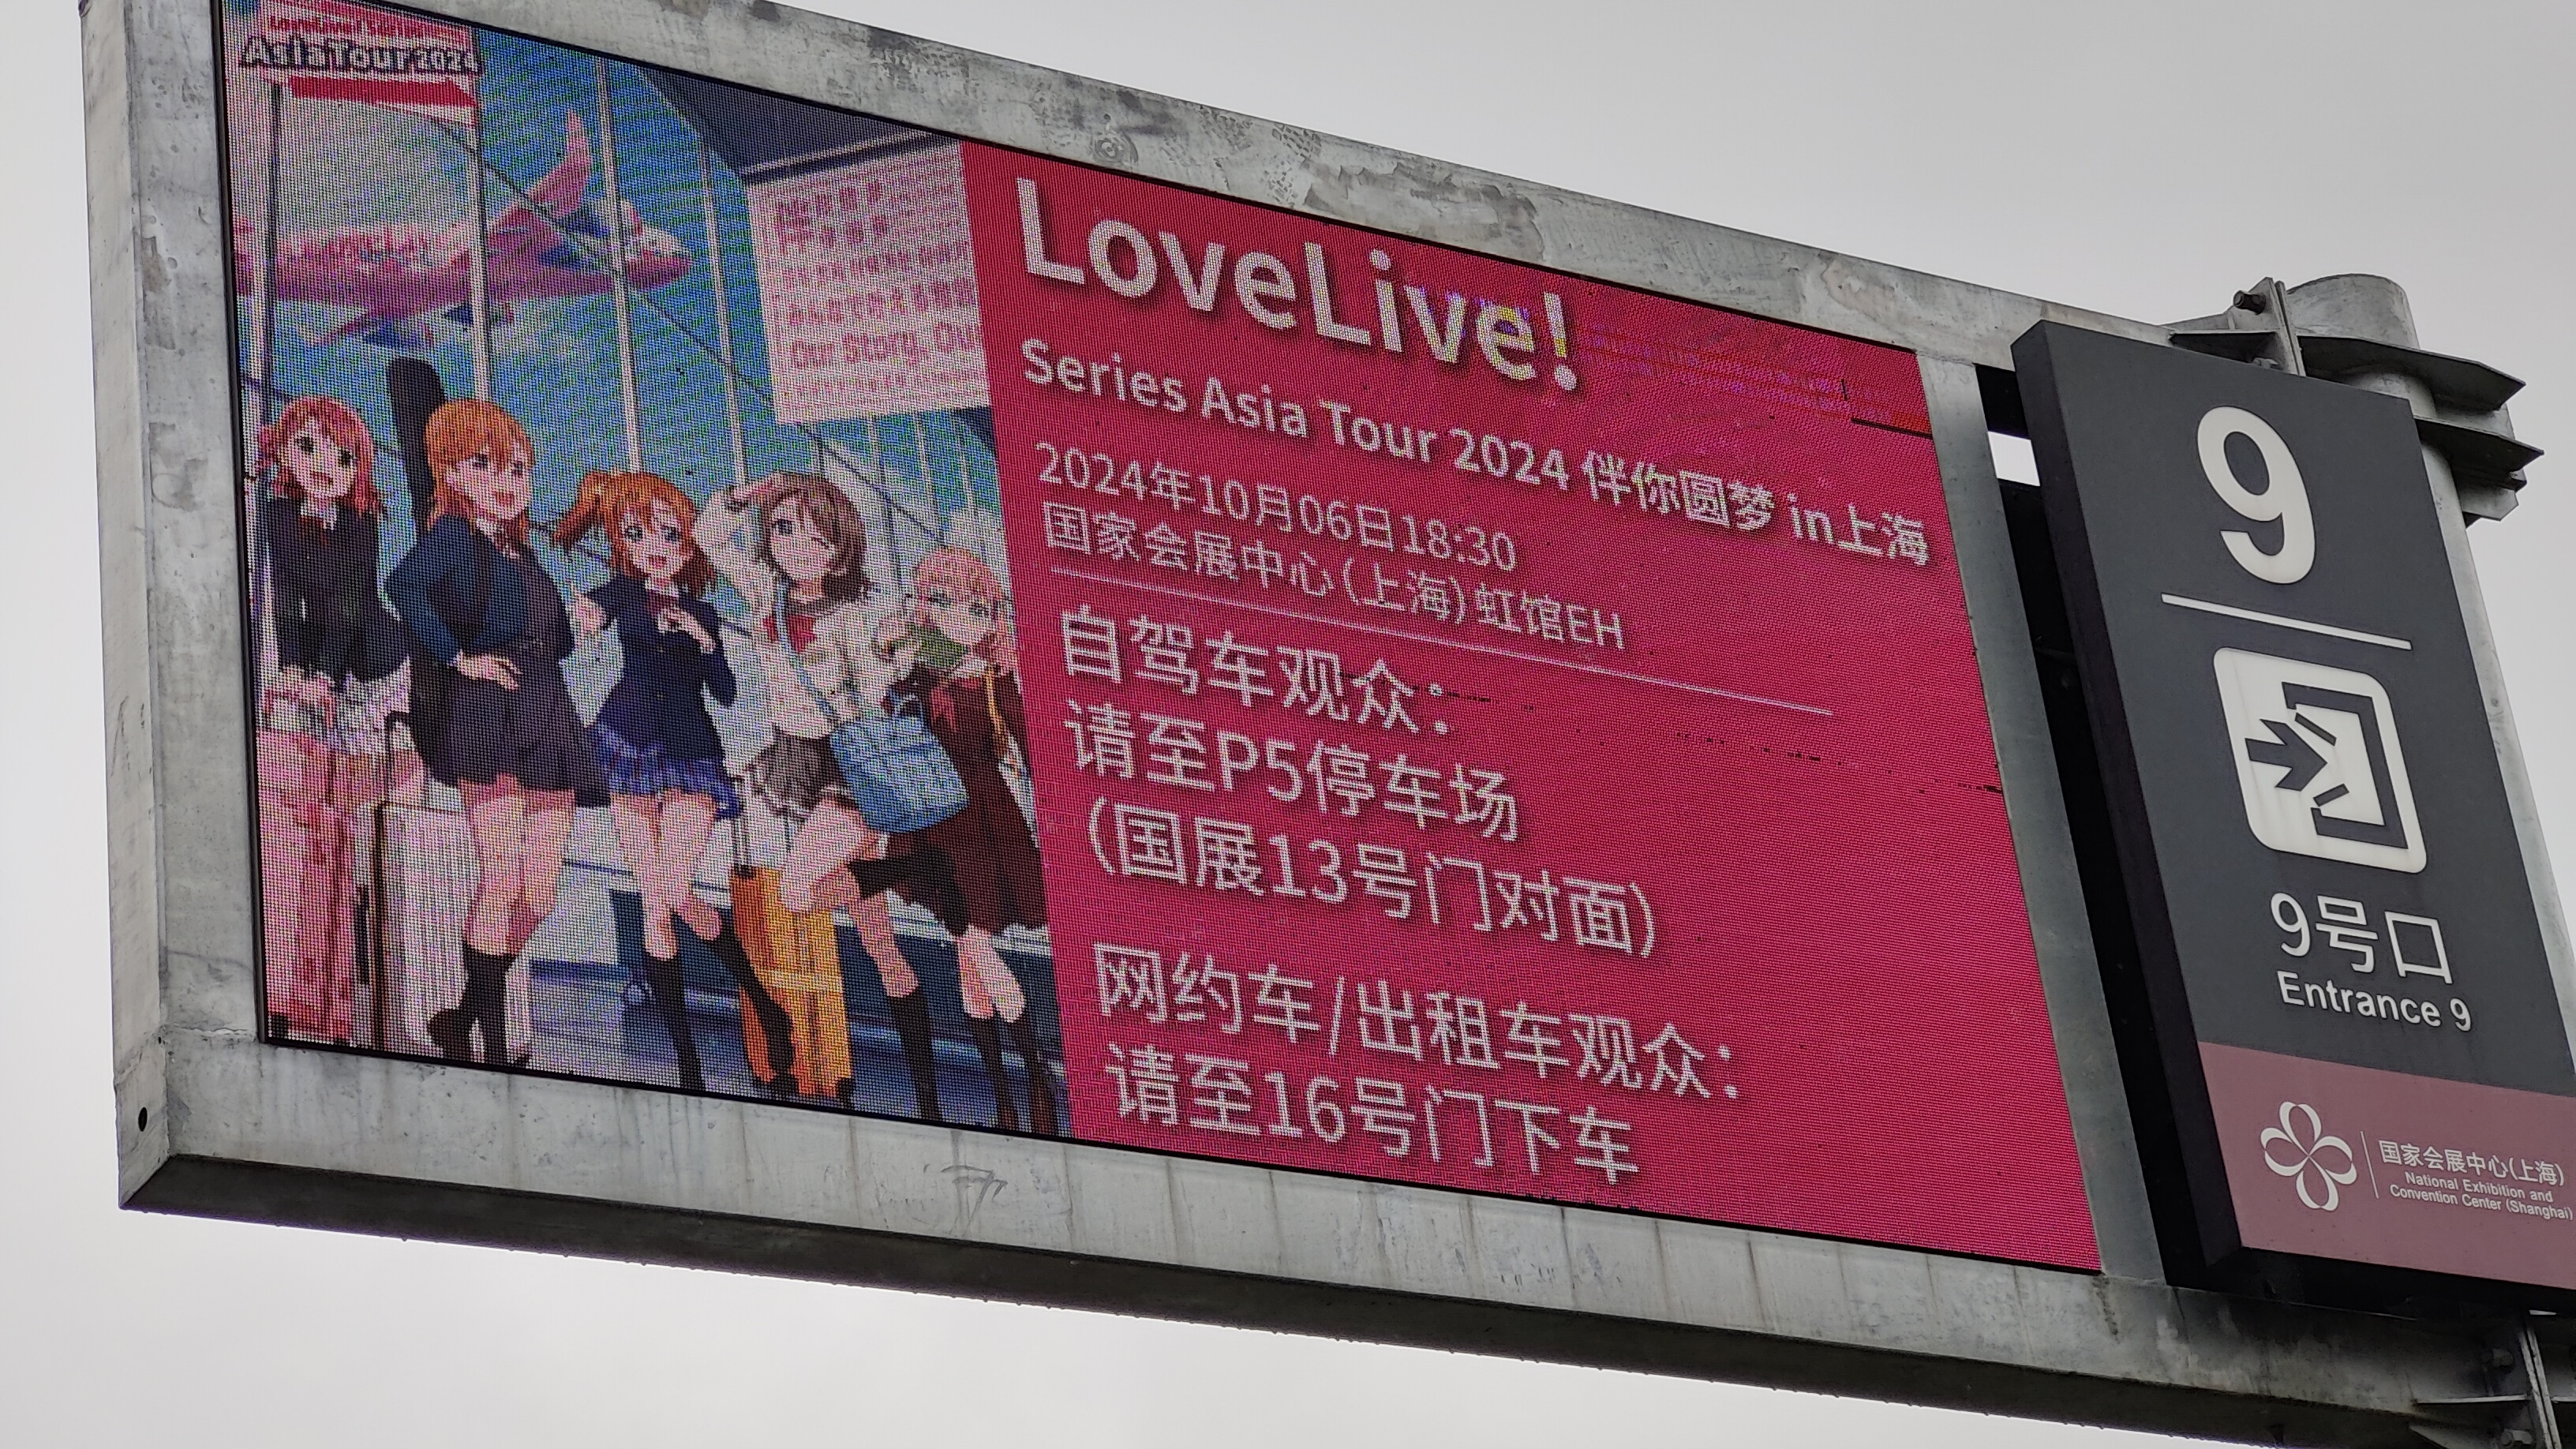 Asia Tour 2024
Our Story
LoveLive!
Series Asia Tour 2024 伴你圆梦 in上海
2024年10月06日18:30
国家会展中心(上海)虹馆EH
自驾车观众：
请至P5停车场
(国展13号门对面)
网约车/出租车观众：
请至16号门下车
9
9号口
Entrance 9
国家会展中心(上海)
National Exhibition and
Convention Center (Shanghai)